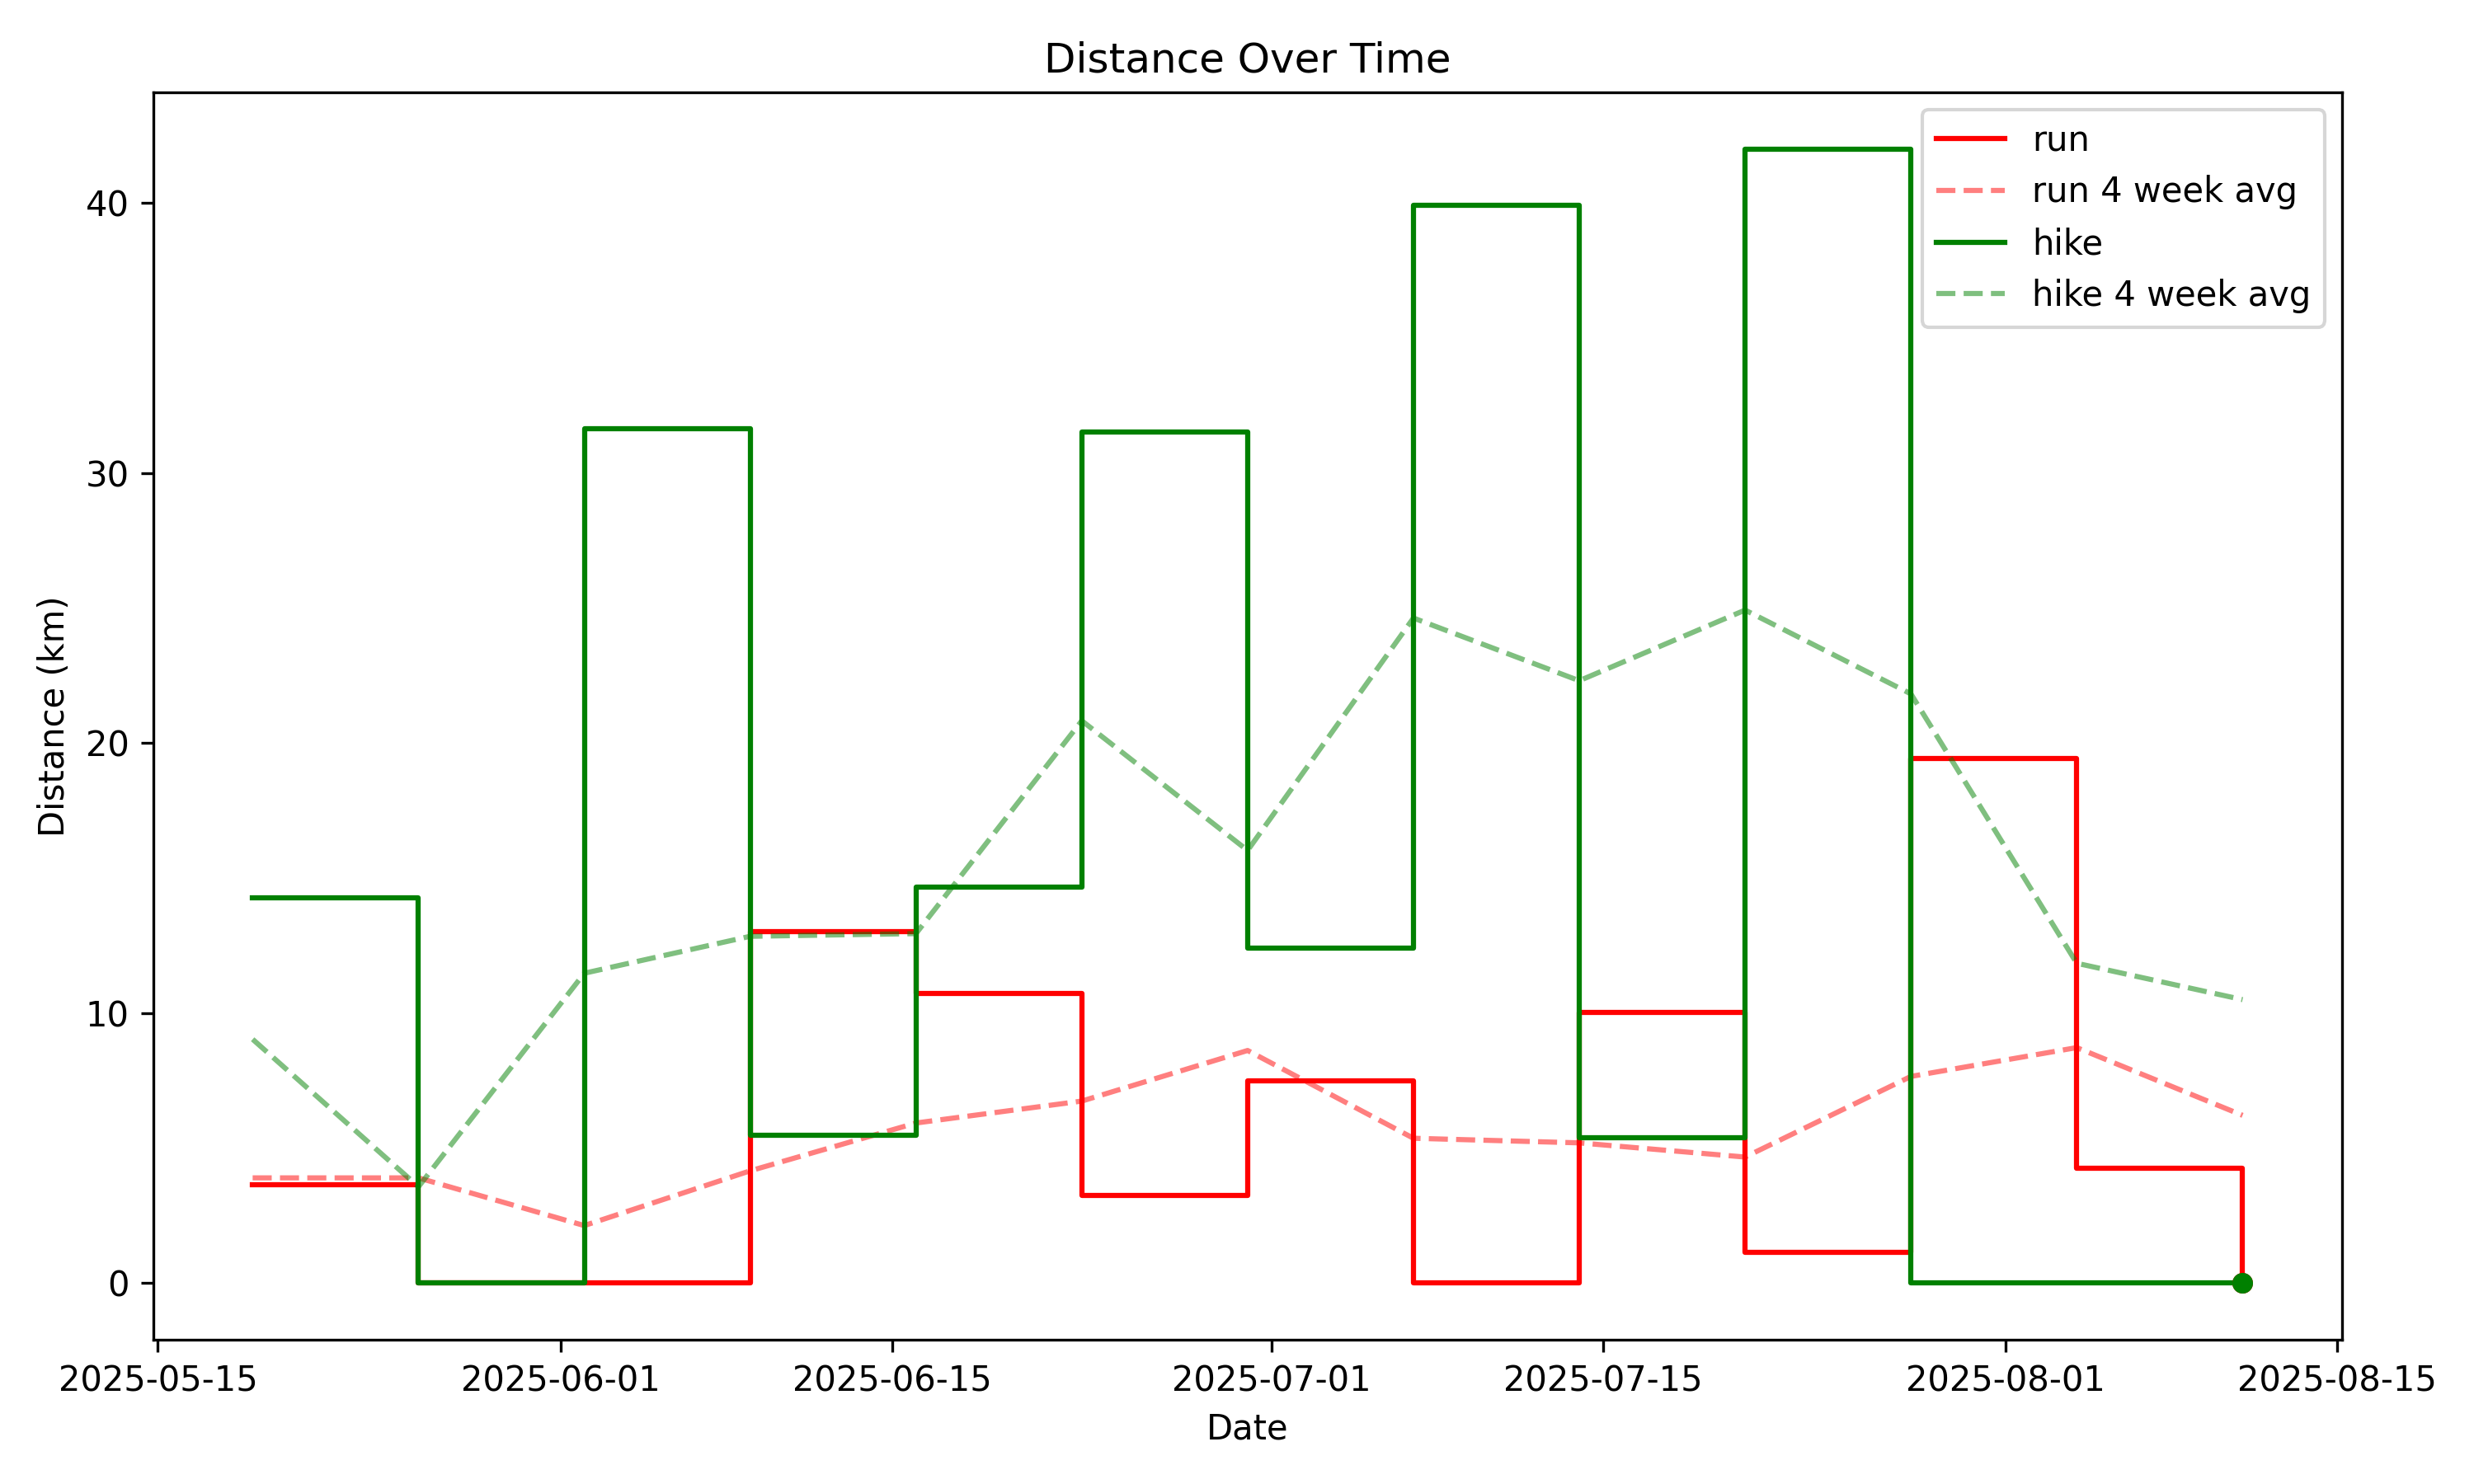 Distance Over Time
run
run 4 week avg
hike
hike 4 week avg
40
30
20
10
0
Distance (km)
2025-05-15
2025-06-01
2025-06-15
2025-07-01
2025-07-15
2025-08-01
2025-08-15
Date